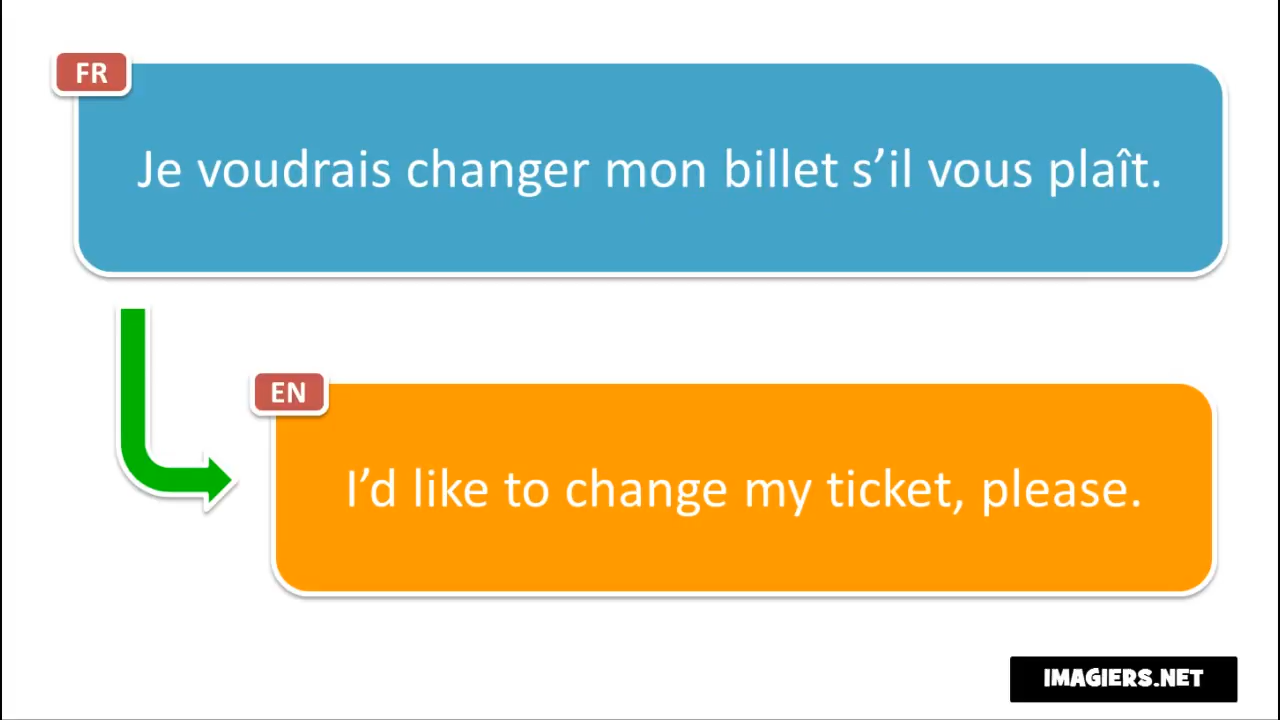 FR
Je voudrais changer mon billet s’il vous plaît.
EN
I’d like to change my ticket, please.
IMAGIERS.NET